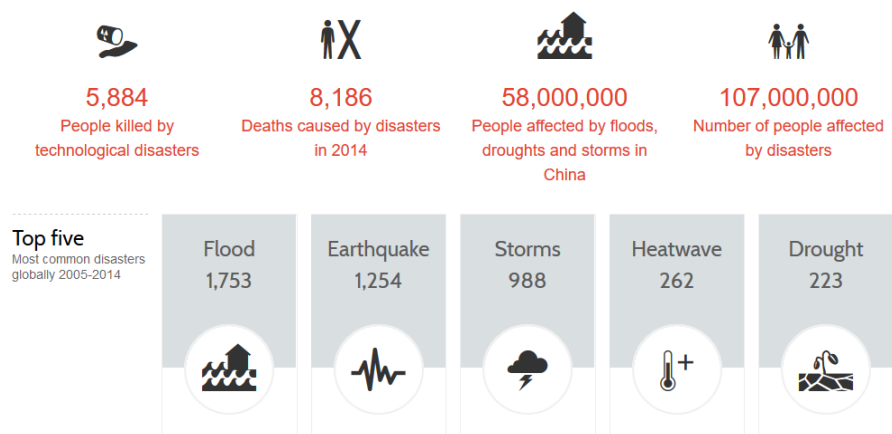 5,884
People killed by
technological disasters
8,186
Deaths caused by disasters
in 2014
58,000,000
People affected by floods,
droughts and storms in
China
107,000,000
Number of people affected
by disasters
Top five
Most common disasters
globally 2005-2014
Flood
1,753
Earthquake
1,254
Storms
988
Heatwave
262
Drought
223